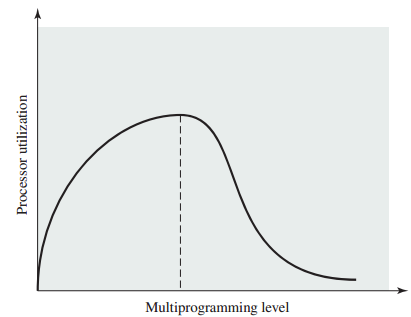 Processor utilization
Multiprogramming level